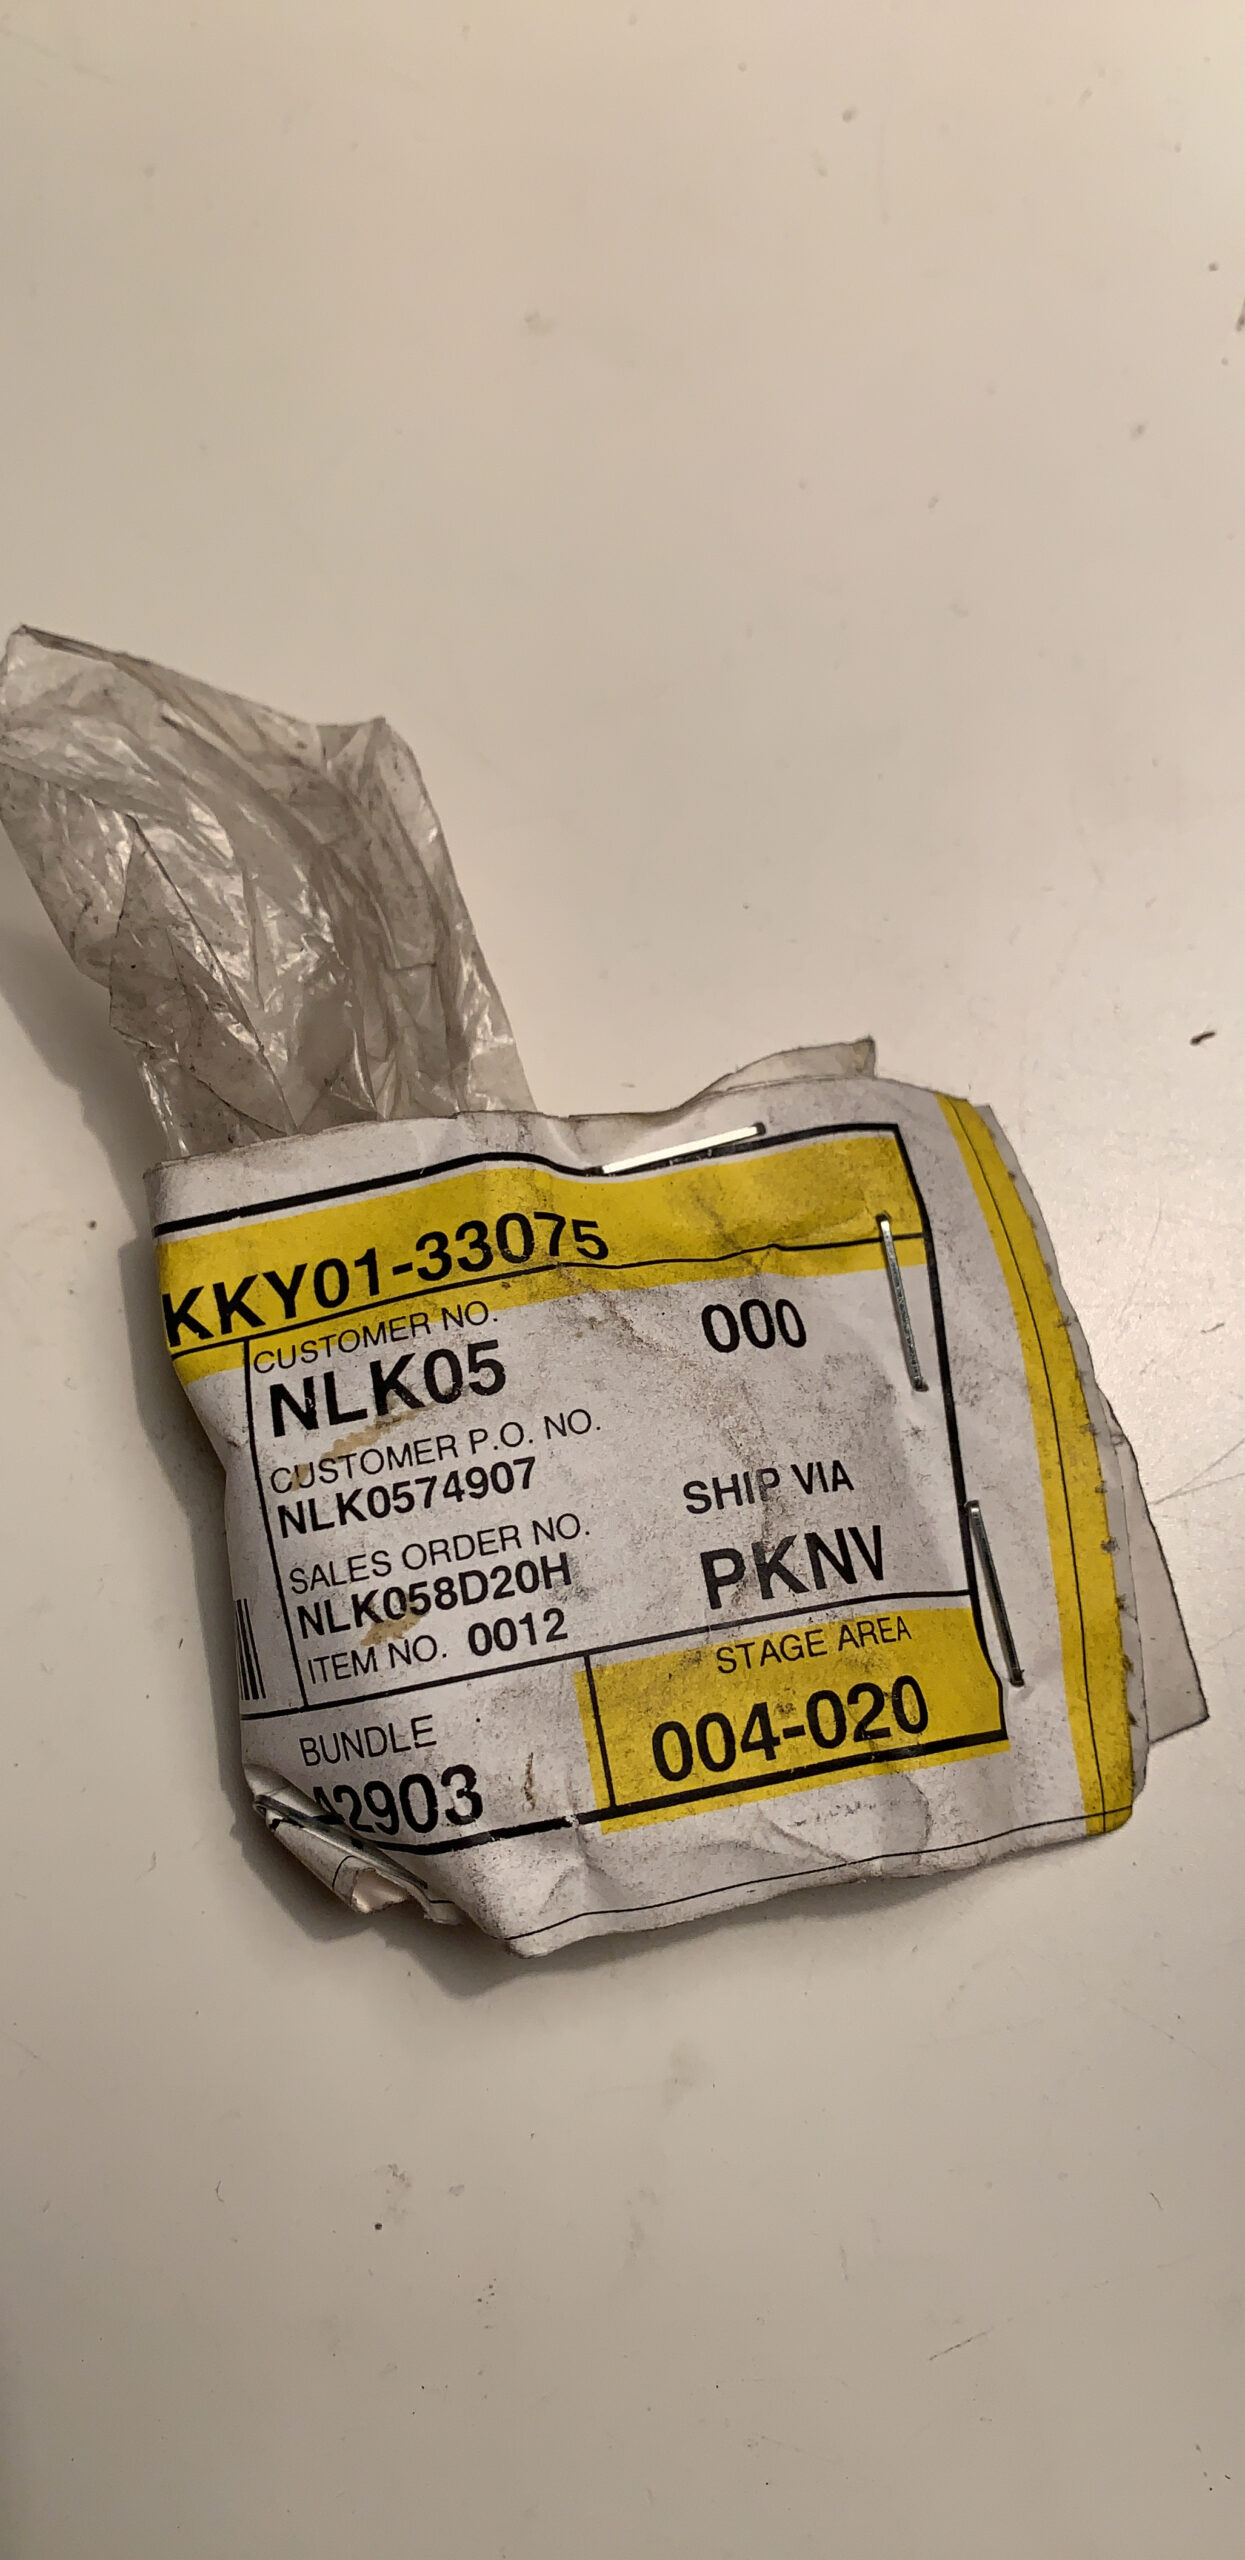 KKY01-33075
CUSTOMER NO.
NLK05 000
CUSTOMER P.O. NO.
NLK0574907
SHIP VIA
SALES ORDER NO.
NLK058D20H
PKNV
ITEM NO. 0012
STAGE AREA
004-020
BUNDLE
A2903